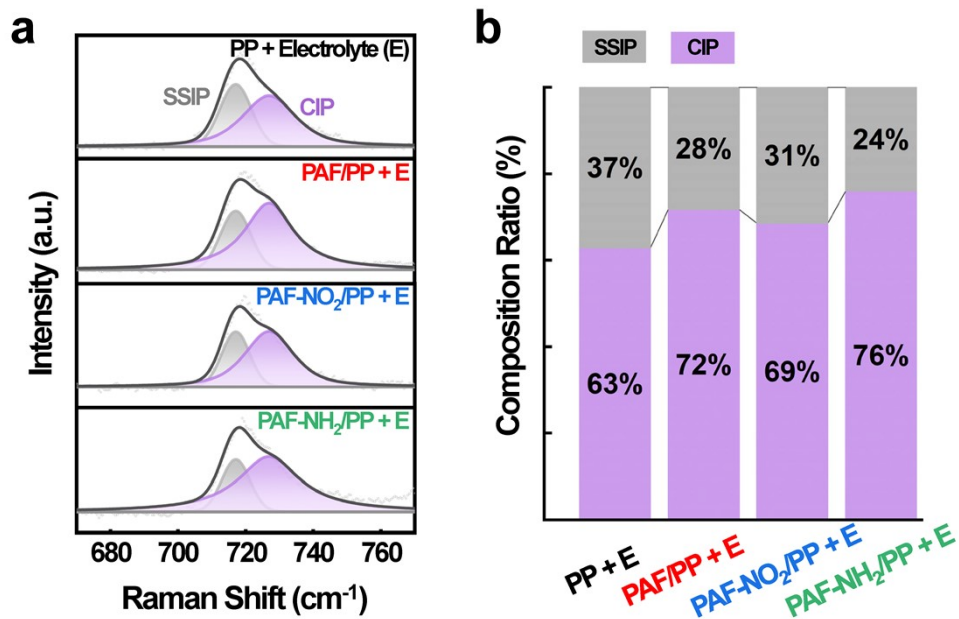 a
PP + Electrolyte (E)
SSIP
CIP
PAF/PP + E
PAF-NO₂/PP + E
PAF-NH₂/PP + E
Intensity (a.u.)
680 700 720 740 760
Raman Shift (cm⁻¹)
b
SSIP CIP
37% 28% 31% 24%
63% 72% 69% 76%
Composition Ratio (%)
PP + E
PAF/PP + E
PAF-NO₂/PP + E
PAF-NH₂/PP + E